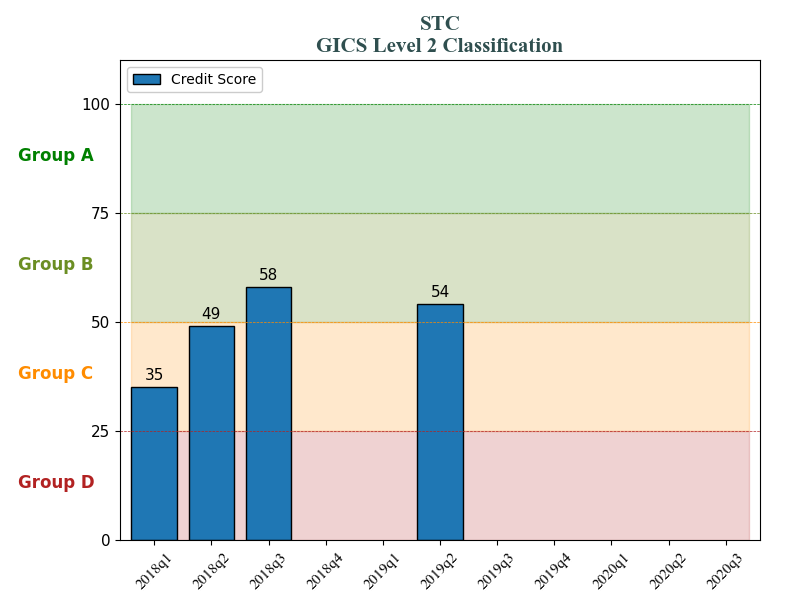 STC
GICS Level 2 Classification
Credit Score
100
Group A
75
Group B
58
54
49
50
Group C
35
25
Group D
0
2018q1 2018q2 2018q3 2018q4 2019q1 2019q2 2019q3 2019q4 2020q1 2020q2 2020q3